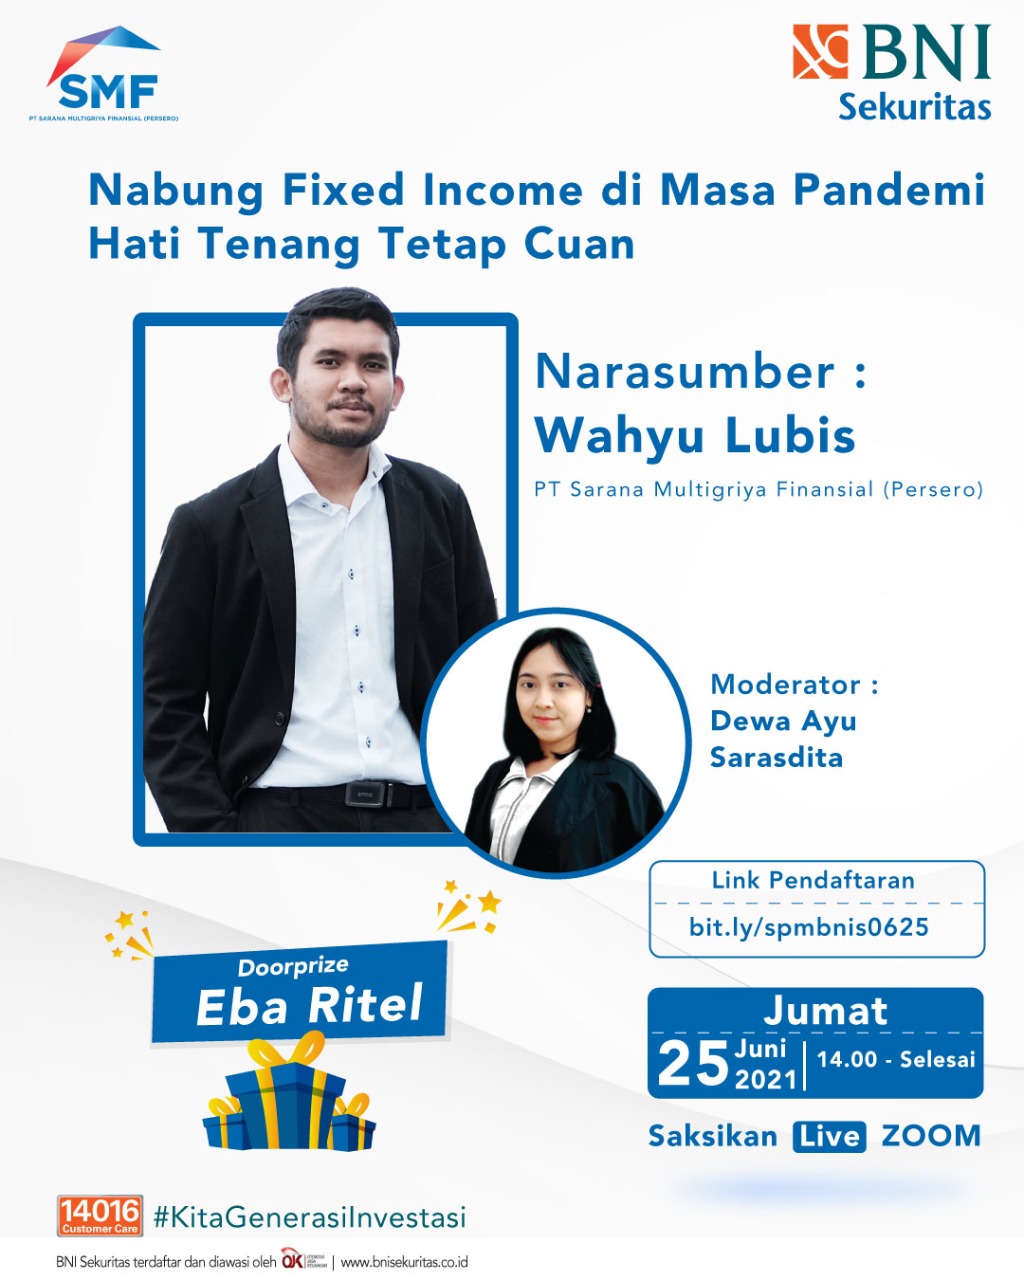 SMF
PT SARANA MULTIGRIYA FINANSIAL (PERSERO)
BNI
Sekuritas
Nabung Fixed Income di Masa Pandemi
Hati Tenang Tetap Cuan
Narasumber :
Wahyu Lubis
PT Sarana Multigriya Finansial (Persero)
Moderator :
Dewa Ayu
Sarasdita
Link Pendaftaran
bit.ly/spmbnis0625
Doorprize
Eba Ritel
Jumat
25 Juni 2021 14.00 - Selesai
Saksikan Live ZOOM
14016
Customer Care
#KitaGenerasiInvestasi
BNI Sekuritas terdaftar dan diawasi oleh OJK OTORITAS JASA KEUANGAN | www.bnisekuritas.co.id